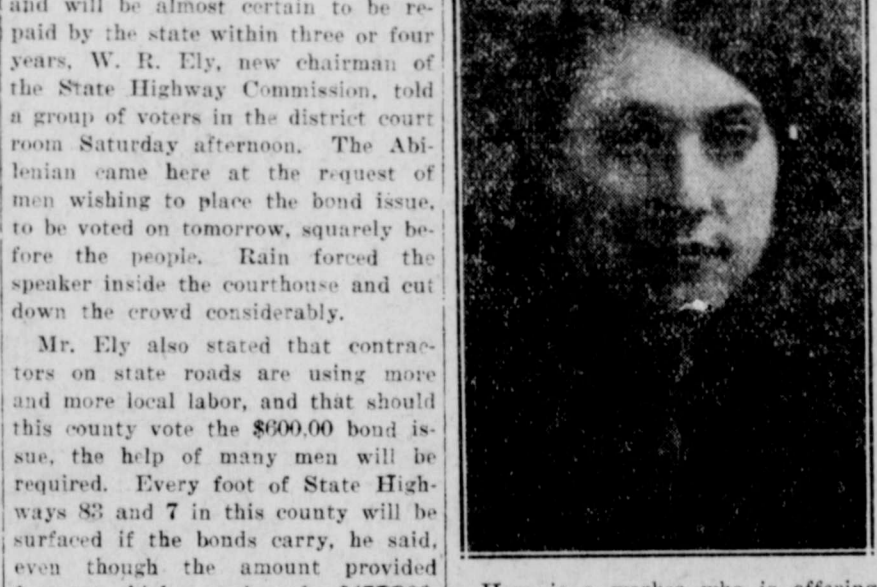 and will be almost certain to be re-
paid by the state within three or four
years, W. R. Ely, new chairman of
the State Highway Commission, told
a group of voters in the district court
room Saturday afternoon. The Abi-
lenian came here at the request of
men wishing to place the bond issue,
to be voted on tomorrow, squarely be-
fore the people. Rain forced the
speaker inside the courthouse and cut
down the crowd considerably.
Mr. Ely also stated that contrac-
tors on state roads are using more
and more local labor, and that should
this county vote the $600.00 bond is-
sue, the help of many men will be
required. Every foot of State High-
ways 83 and 7 in this county will be
surfaced if the bonds carry, he said,
even though the amount provided
is offering